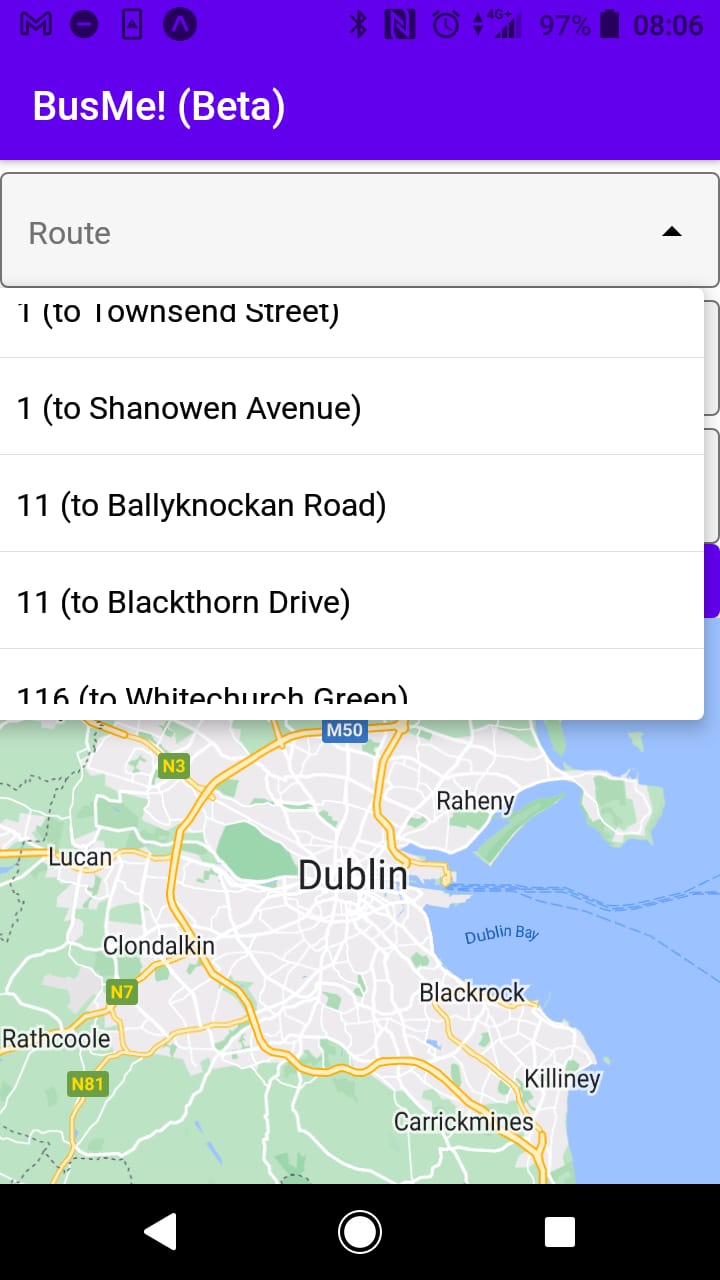 4G+
97%
08:06
BusMe! (Beta)
Route
1 (to Townsend Street)
1 (to Shanowen Avenue)
11 (to Ballyknockan Road)
11 (to Blackthorn Drive)
116 (to Whitechurch Green)
M50
N3
Raheny
Lucan
Dublin
Dublin Bay
Clondalkin
N7
Blackrock
Rathcoole
Killiney
N81
Carrickmines